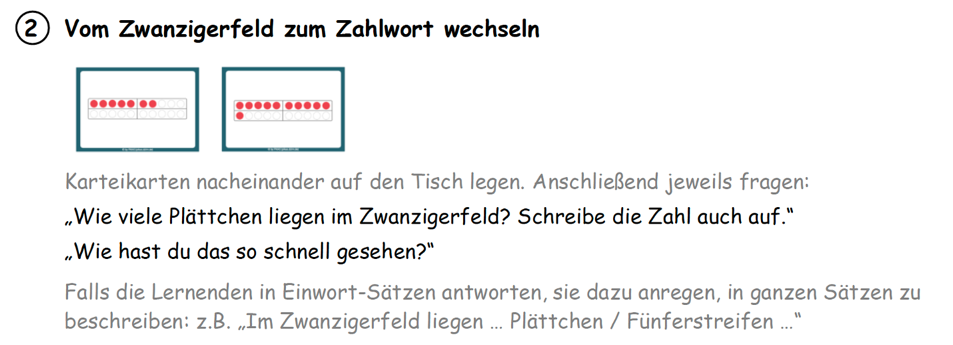 2 Vom Zwanzigerfeld zum Zahlwort wechseln
Karteikarten nacheinander auf den Tisch legen. Anschließend jeweils fragen:
„Wie viele Plättchen liegen im Zwanzigerfeld? Schreibe die Zahl auch auf.“
„Wie hast du das so schnell gesehen?“
Falls die Lernenden in Einwort-Sätzen antworten, sie dazu anregen, in ganzen Sätzen zu
beschreiben: z.B. „Im Zwanzigerfeld liegen … Plättchen / Fünferstreifen …“